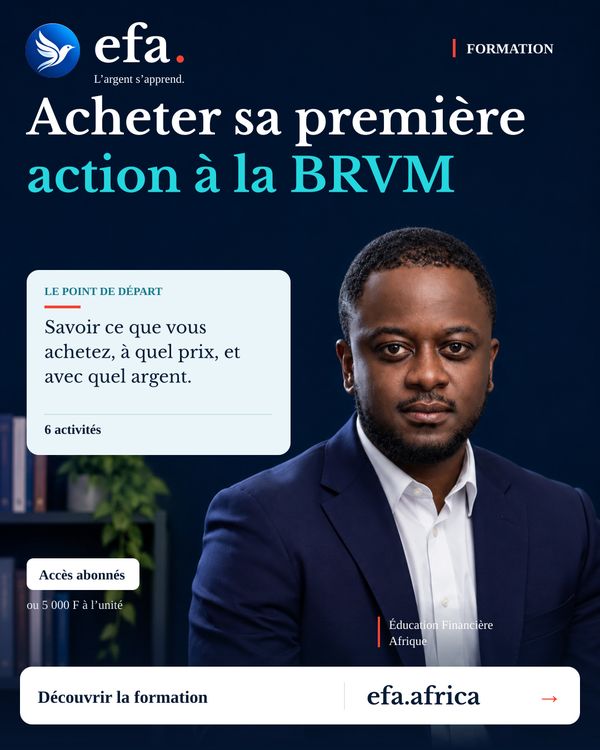 efa.
L’argent s’apprend.
FORMATION
Acheter sa première
action à la BRVM
LE POINT DE DÉPART
Savoir ce que vous
achetez, à quel prix, et
avec quel argent.
6 activités
Accès abonnés
ou 5 000 F à l’unité
Éducation Financière
Afrique
Découvrir la formation
efa.africa →